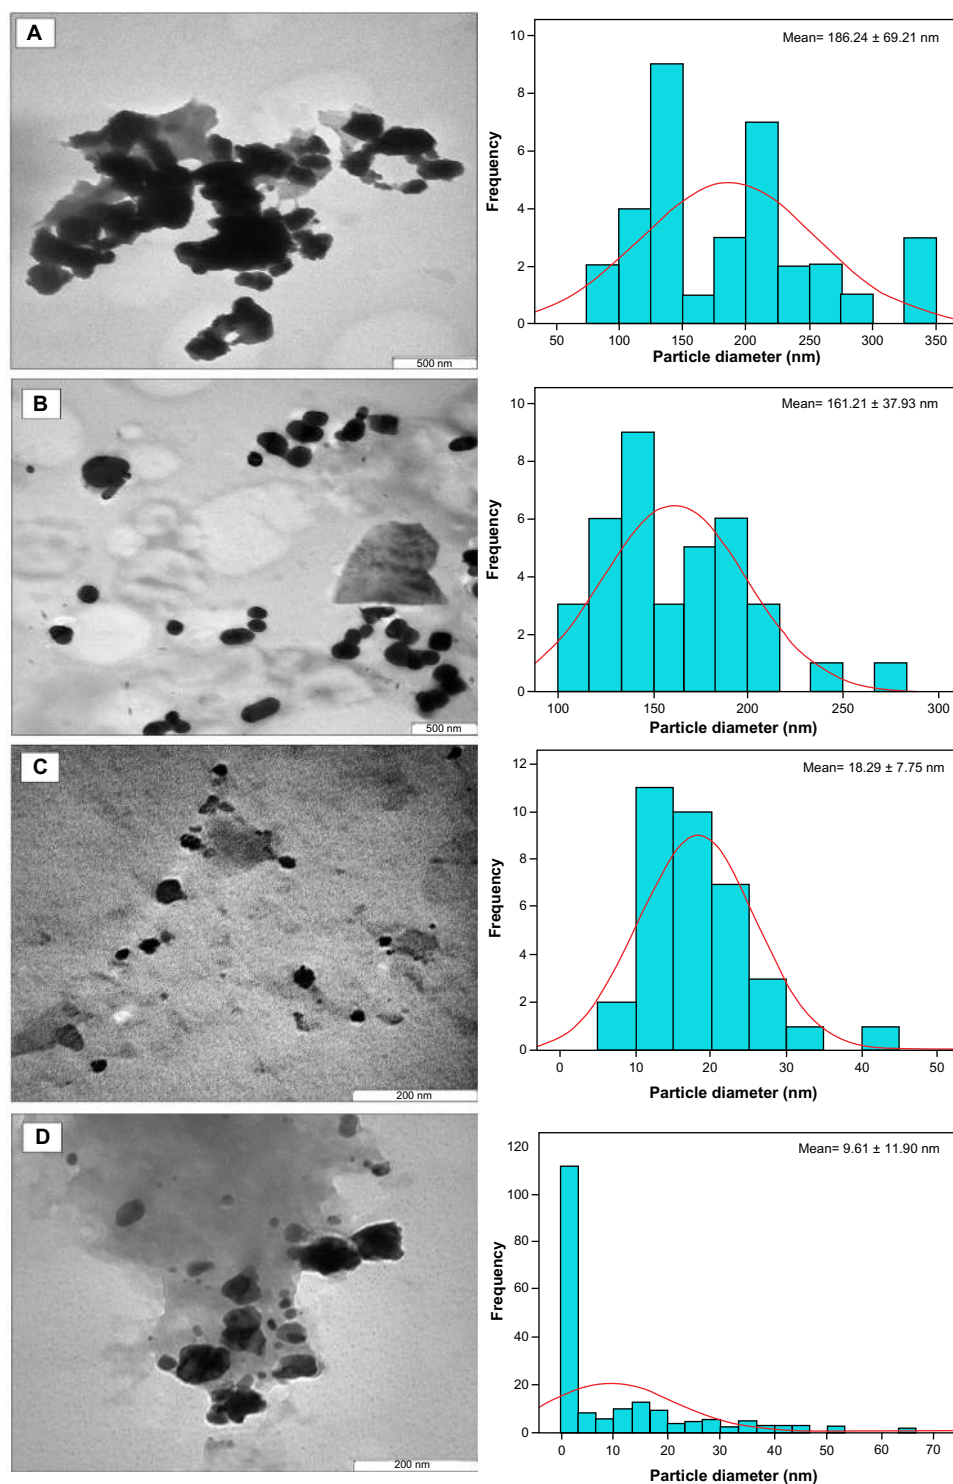 A
Mean= 186.24 ± 69.21 nm
Frequency
10
8
6
4
2
0
50 100 150 200 250 300 350
Particle diameter (nm)
500 nm
B
Mean= 161.21 ± 37.93 nm
Frequency
10
8
6
4
2
0
100 150 200 250 300
Particle diameter (nm)
500 nm
C
Mean= 18.29 ± 7.75 nm
Frequency
12
10
8
6
4
2
0
0 10 20 30 40 50
Particle diameter (nm)
200 nm
D
Mean= 9.61 ± 11.90 nm
Frequency
120
100
80
60
40
20
0
0 10 20 30 40 50 60 70
Particle diameter (nm)
200 nm